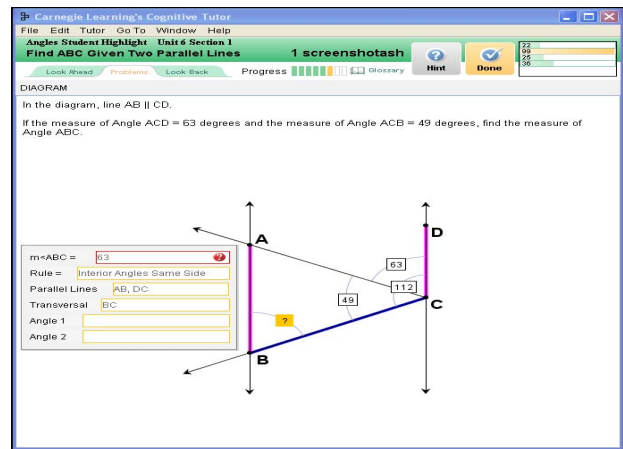 Carnegie Learning's Cognitive Tutor
File Edit Tutor Go To Window Help
Angles Student Highlight Unit 6 Section 1
Find ABC Given Two Parallel Lines
1 screenshotash
Hint
Done
22
99
25
36
Look Ahead
Problems
Look Back
Progress
Glossary
DIAGRAM
In the diagram, line AB || CD.
If the measure of Angle ACD = 63 degrees and the measure of Angle ACB = 49 degrees, find the measure of
Angle ABC.
A
D
m<ABC = 63 ?
63
Rule = Interior Angles Same Side
Parallel Lines AB, DC
112
Transversal BC
49
C
Angle 1
?
Angle 2
B